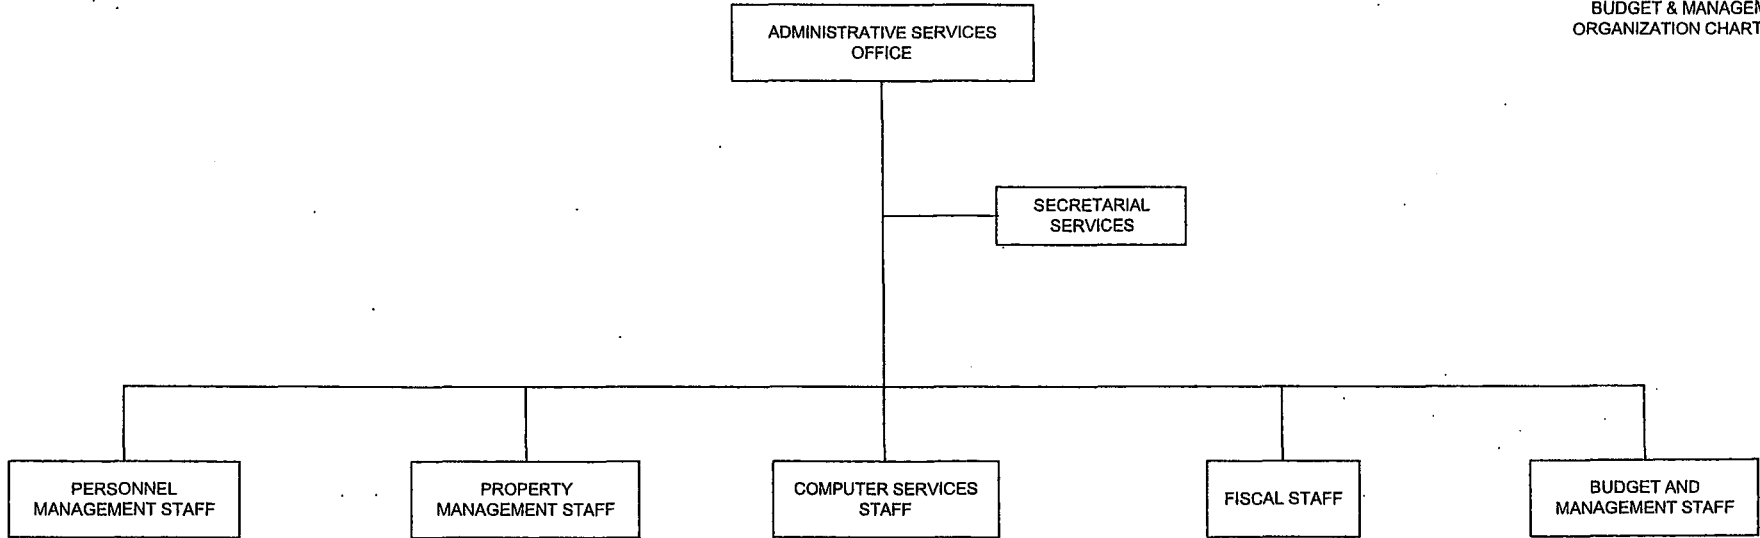 BUDGET & MANAGEM
ORGANIZATION CHART
ADMINISTRATIVE SERVICES
OFFICE
SECRETARIAL
SERVICES
PERSONNEL
MANAGEMENT STAFF
PROPERTY
MANAGEMENT STAFF
COMPUTER SERVICES
STAFF
FISCAL STAFF
BUDGET AND
MANAGEMENT STAFF